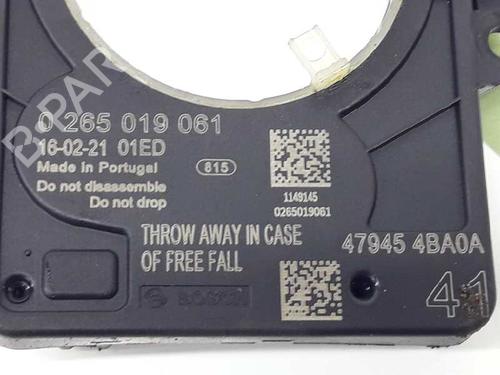 0 265 019 061
16-02-21 01ED
Made in Portugal
815
Do not disassemble
Do not drop
1149145
0265019061
THROW AWAY IN CASE
OF FREE FALL
47945 4BA0A
BOSCH
41
B-PARTS